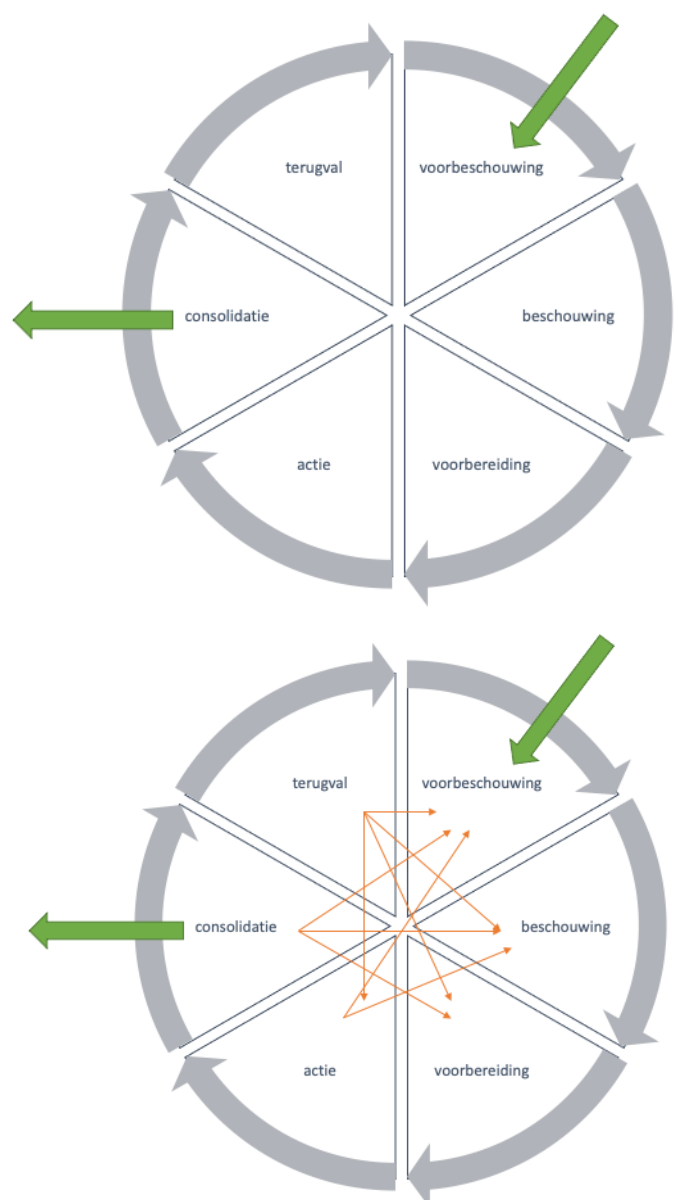 terugval
voorbeschouwing
consolidatie
beschouwing
actie
voorbereiding
terugval
voorbeschouwing
consolidatie
beschouwing
actie
voorbereiding